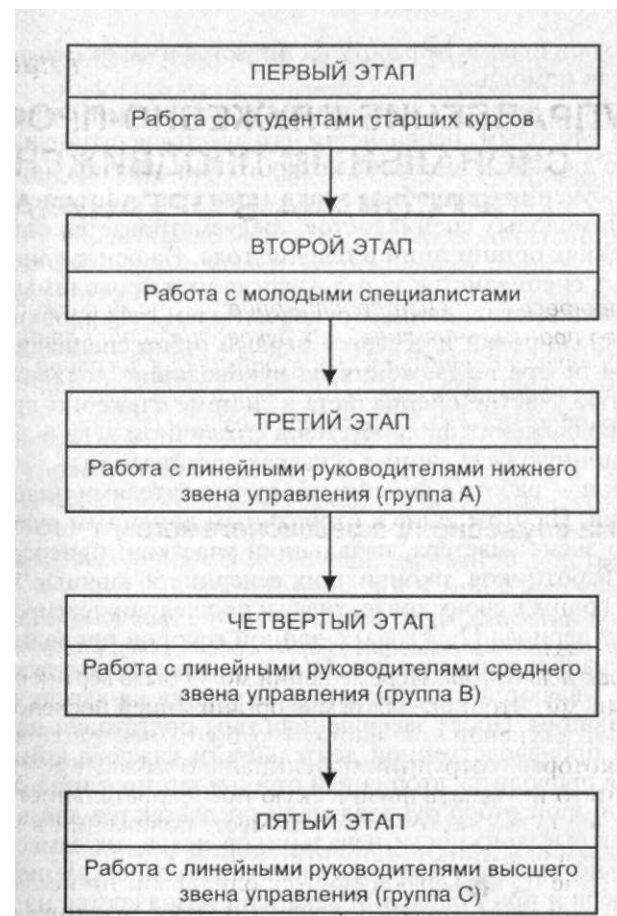 ПЕРВЫЙ ЭТАП
Работа со студентами старших курсов
ВТОРОЙ ЭТАП
Работа с молодыми специалистами
ТРЕТИЙ ЭТАП
Работа с линейными руководителями нижнего
звена управления (группа А)
ЧЕТВЕРТЫЙ ЭТАП
Работа с линейными руководителями среднего
звена управления (группа В)
ПЯТЫЙ ЭТАП
Работа с линейными руководителями высшего
звена управления (группа С)